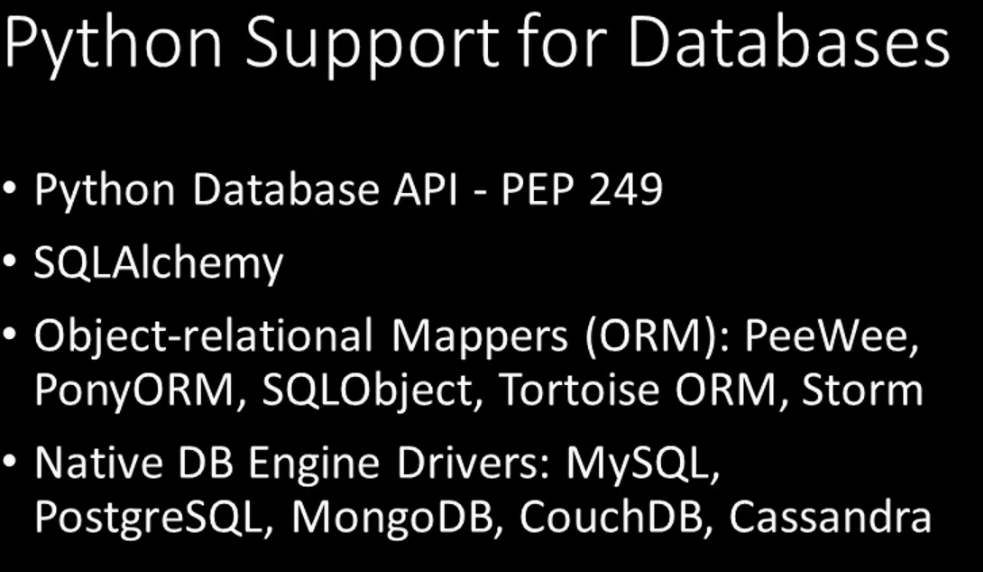 Python Support for Databases
• Python Database API - PEP 249
• SQLAlchemy
• Object-relational Mappers (ORM): PeeWee,
PonyORM, SQLObject, Tortoise ORM, Storm
• Native DB Engine Drivers: MySQL,
PostgreSQL, MongoDB, CouchDB, Cassandra